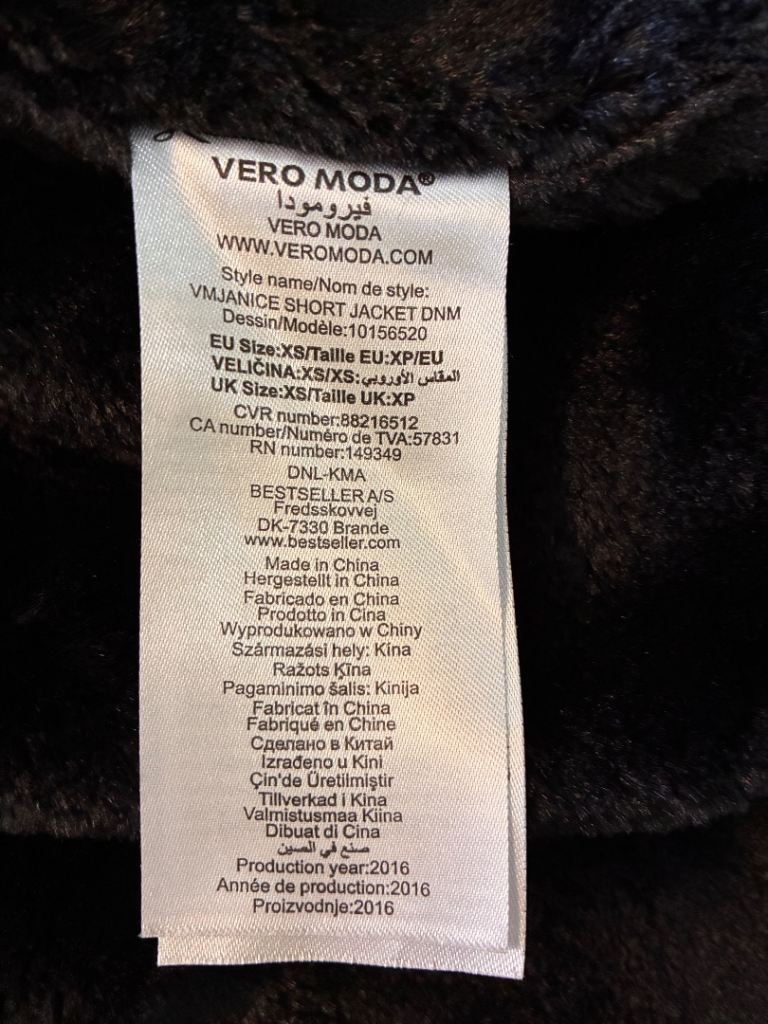 VERO MODA®
فيرومودا
VERO MODA
WWW.VEROMODA.COM
Style name/Nom de style:
VMJANICE SHORT JACKET DNM
Dessin/Modèle:10156520
EU Size:XS/Taille EU:XP/EU
VELIČINA:XS/XS:المقاس الأوروبي
UK Size:XS/Taille UK:XP
CVR number:88216512
CA number/Numéro de TVA:57831
RN number:149349
DNL-KMA
BESTSELLER A/S
Fredsskovvej
DK-7330 Brande
www.bestseller.com
Made in China
Hergestellt in China
Fabricado en China
Prodotto in Cina
Wyprodukowano w Chiny
Származási hely: Kína
Ražots Ķīna
Pagaminimo šalis: Kinija
Fabricat în China
Fabriqué en Chine
Сделано в Китай
Izrađeno u Kini
Çin'de Üretilmiştir
Tillverkad i Kina
Valmistusmaa Kiina
Dibuat di Cina
صنع في الصين
Production year:2016
Année de production:2016
Proizvodnje:2016